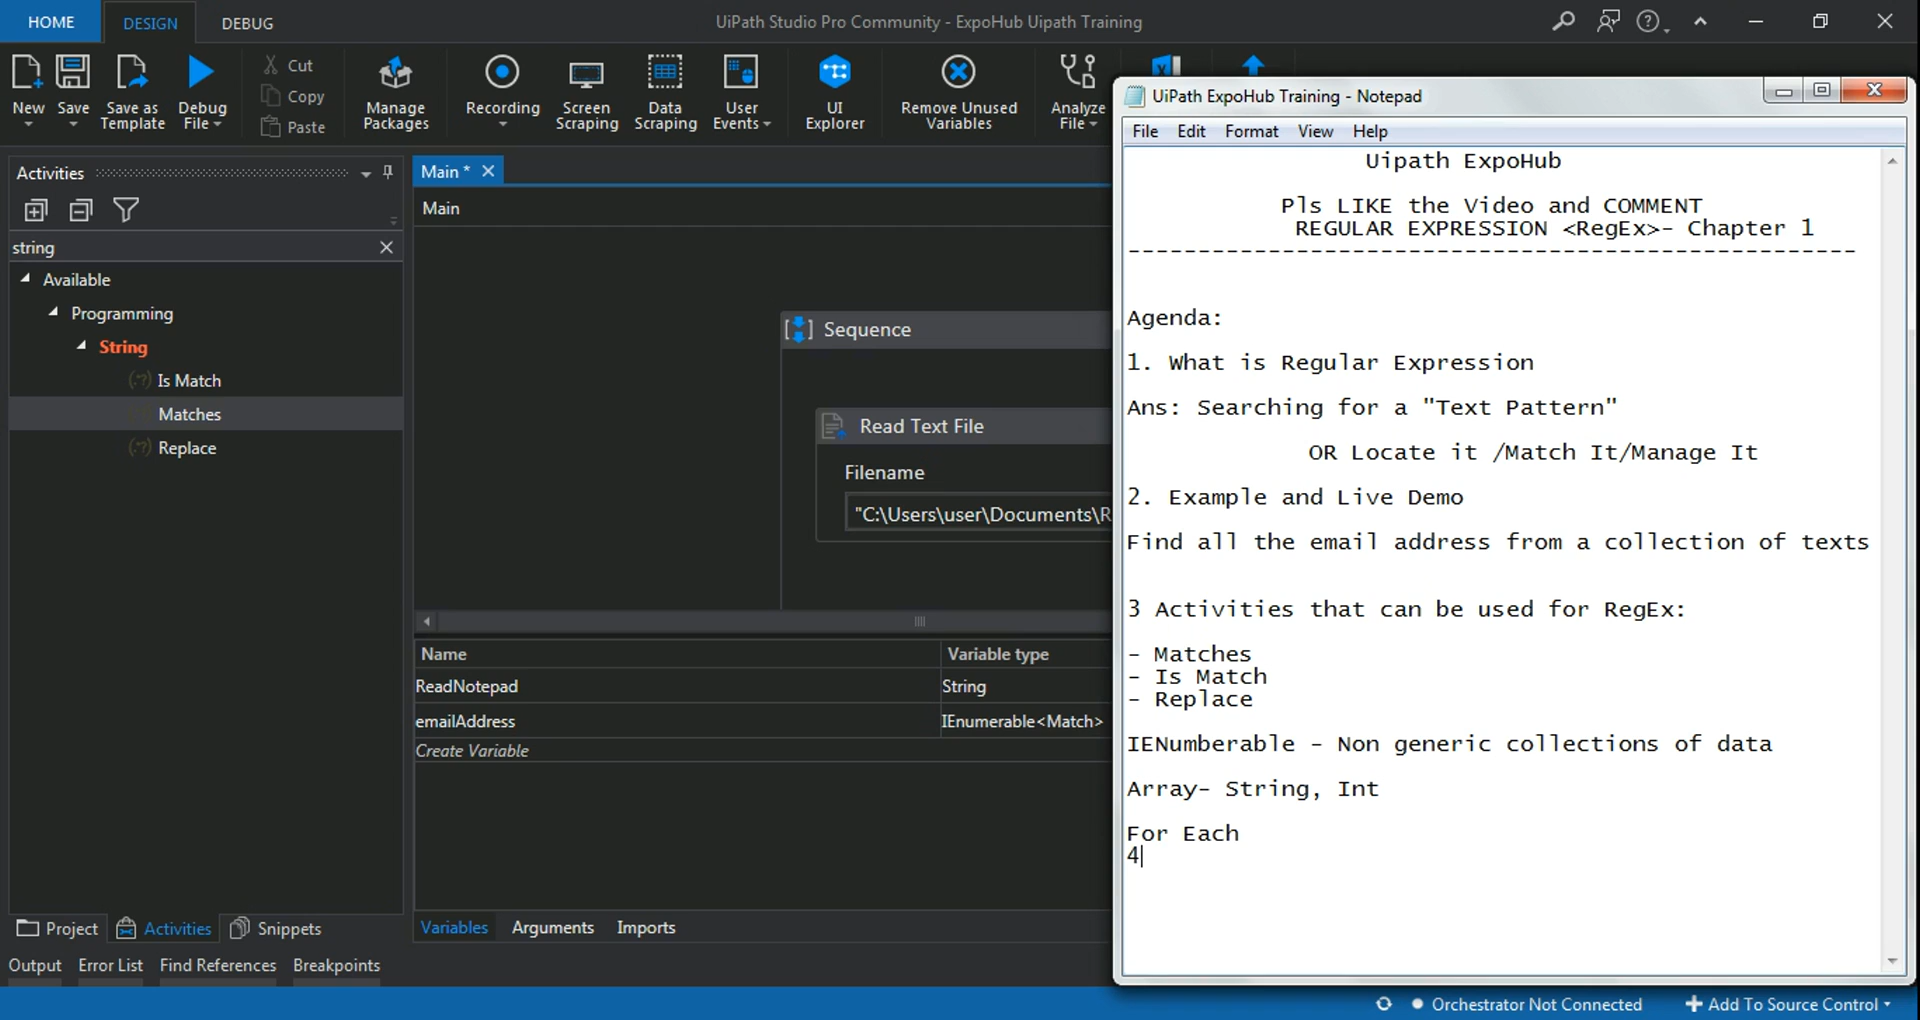 HOME
DESIGN
DEBUG
UiPath Studio Pro Community - ExpoHub Uipath Training
New
Save
Save as Template
Debug File
Cut
Copy
Paste
Manage Packages
Recording
Screen Scraping
Data Scraping
User Events
UI Explorer
Remove Unused Variables
Analyze File
Activities
string
Available
Programming
String
Is Match
Matches
Replace
Project
Activities
Snippets
Main *
Main
Sequence
Read Text File
Filename
"C:\Users\user\Documents\R
Name
Variable type
ReadNotepad
String
emailAddress
IEnumerable<Match>
Create Variable
Variables
Arguments
Imports
Output
Error List
Find References
Breakpoints
UiPath ExpoHub Training - Notepad
File
Edit
Format
View
Help
Uipath ExpoHub
Pls LIKE the Video and COMMENT
REGULAR EXPRESSION <RegEx>- Chapter 1
----------------------------------------------------
Agenda:
1. What is Regular Expression
Ans: Searching for a "Text Pattern"
OR Locate it /Match It/Manage It
2. Example and Live Demo
Find all the email address from a collection of texts
3 Activities that can be used for RegEx:
- Matches
- Is Match
- Replace
IENumberable - Non generic collections of data
Array- String, Int
For Each
4
Orchestrator Not Connected
Add To Source Control